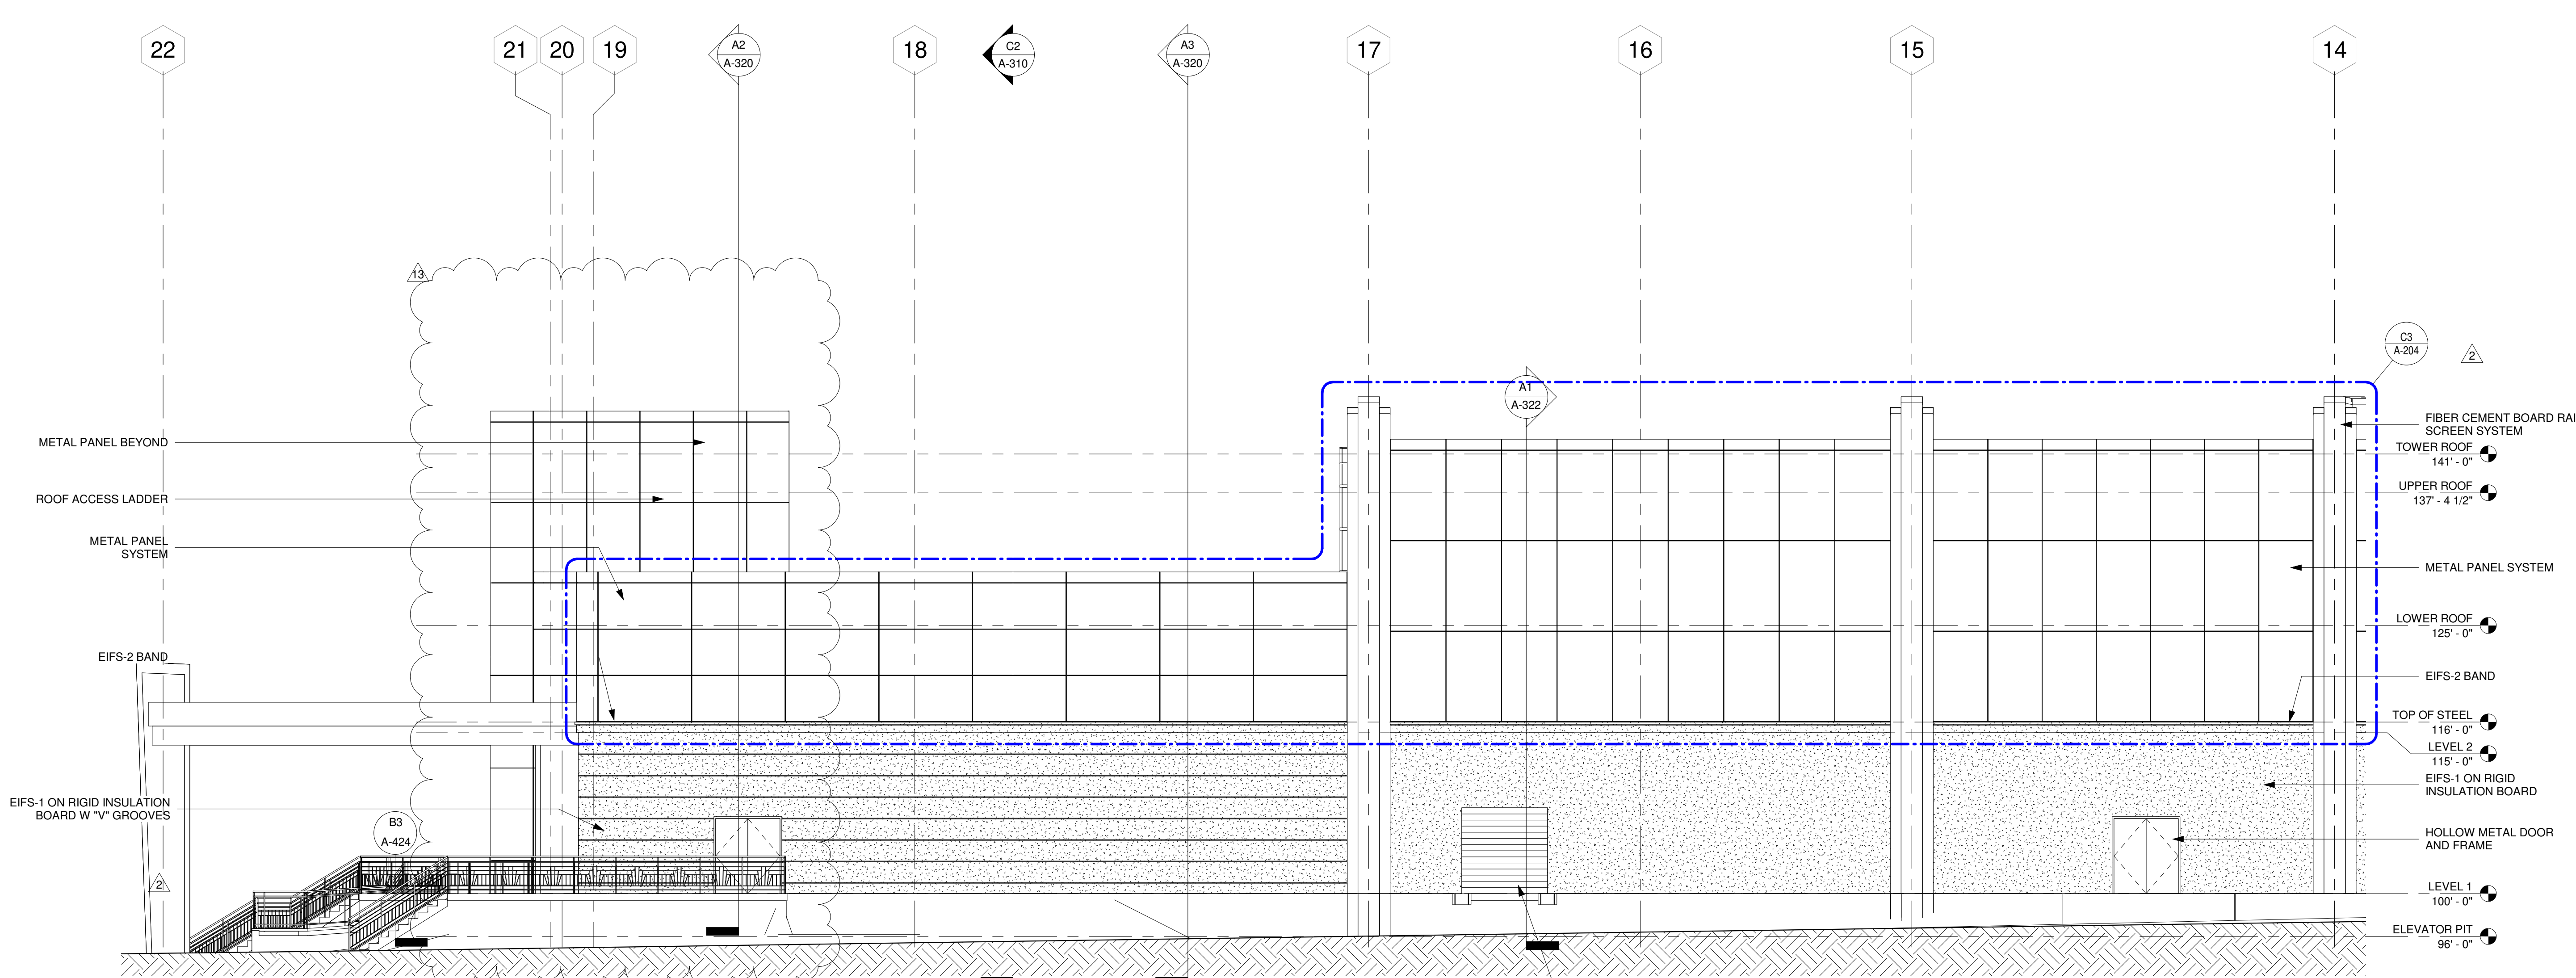 22
21
20
19
A2
A-320
18
C2
A-310
A3
A-320
17
16
15
14
13
C3
A-204
2
A1
A-322
METAL PANEL BEYOND
ROOF ACCESS LADDER
METAL PANEL
SYSTEM
EIFS-2 BAND
EIFS-1 ON RIGID INSULATION
BOARD W "V" GROOVES
B3
A-424
2
FIBER CEMENT BOARD RAI
SCREEN SYSTEM
TOWER ROOF
141' - 0"
UPPER ROOF
137' - 4 1/2"
METAL PANEL SYSTEM
LOWER ROOF
125' - 0"
EIFS-2 BAND
TOP OF STEEL
116' - 0"
LEVEL 2
115' - 0"
EIFS-1 ON RIGID
INSULATION BOARD
HOLLOW METAL DOOR
AND FRAME
LEVEL 1
100' - 0"
ELEVATOR PIT
96' - 0"